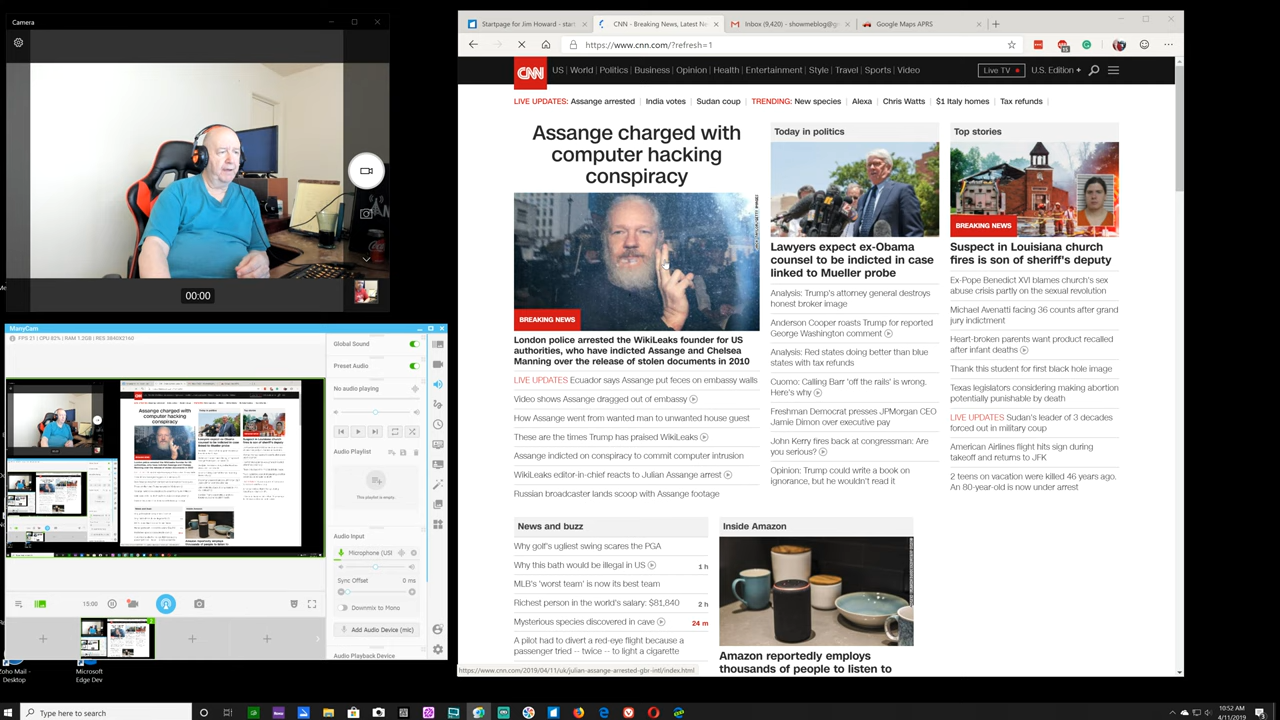 Camera
00:00
ManyCam
FPS 31 | CPU 82% | RAM 1.2GB | RES 3840X2160
Global Sound
Preset Audio
No audio playing
Audio Playlist
This playlist is empty.
Audio Input
Microphone (USI
Sync Offset 0 ms
Downmix to Mono
Add Audio Device (mic)
Audio Playback Device
15:00
Zoho Mail - Desktop
Microsoft Edge Dev
Startpage for Jim Howard - start
CNN - Breaking News, Latest Ne
Inbox (9,420) - showmeblog@g
Google Maps APRS
https://www.cnn.com/?refresh=1
CNN
US | World | Politics | Business | Opinion | Health | Entertainment | Style | Travel | Sports | Video
Live TV
U.S. Edition +
LIVE UPDATES: Assange arrested | India votes | Sudan coup | TRENDING: New species | Alexa | Chris Watts | $1 Italy homes | Tax refunds |
Assange charged with
computer hacking
conspiracy
BREAKING NEWS
London police arrested the WikiLeaks founder for US
authorities, who have indicted Assange and Chelsea
Manning over the release of stolen documents in 2010
LIVE UPDATES Ecuador says Assange put feces on embassy walls
Video shows Assange dragged out of embassy
How Assange went from wanted man to unwanted house guest
These are the times Trump has praised WikiLeaks
Assange indicted on conspiracy to commit computer intrusion
WikiLeaks editor-in-chief reacts to Julian Assange arrest
Russian broadcaster lands scoop with Assange footage
Today in politics
Lawyers expect ex-Obama
counsel to be indicted in case
linked to Mueller probe
Analysis: Trump's attorney general destroys
honest broker image
Anderson Cooper roasts Trump for reported
George Washington comment
Analysis: Red states doing better than blue
states with tax refunds
Cuomo: Calling Barr 'off the rails' is wrong.
Here's why
Freshman Democrat presses JPMorgan CEO
Jamie Dimon over executive pay
John Kerry fires back at congressman: Are
you serious?
Opinion: Trump could write a book on
ignorance, but he wouldn't read it
Top stories
BREAKING NEWS
Suspect in Louisiana church
fires is son of sheriff's deputy
Ex-Pope Benedict XVI blames church's sex
abuse crisis partly on the sexual revolution
Michael Avenatti facing 36 counts after grand
jury indictment
Heart-broken parents want product recalled
after infant deaths
Thank this student for first black hole image
Texas legislators considering making abortion
potentially punishable by death
LIVE UPDATES Sudan's leader of 3 decades
forced out in military coup
American Airlines flight hits sign during
takeoff and returns to JFK
2 teens on vacation were killed 46 years ago.
An 80-year-old is now under arrest
News and buzz
Why golf's ugliest swing scares the PGA
Why this bath would be illegal in US 1 h
MLB's 'worst team' is now its best team
Richest person in the world's salary: $81,840 2 h
Mysterious species discovered in cave 24 m
A pilot had to divert a red-eye flight because a
passenger tried -- twice -- to light a cigarette
Inside Amazon
Amazon reportedly employs
thousands of people to listen to
https://www.cnn.com/2019/04/11/uk/julian-assange-arrested-gbr-intl/index.html
Type here to search
10:52 AM
4/11/2019